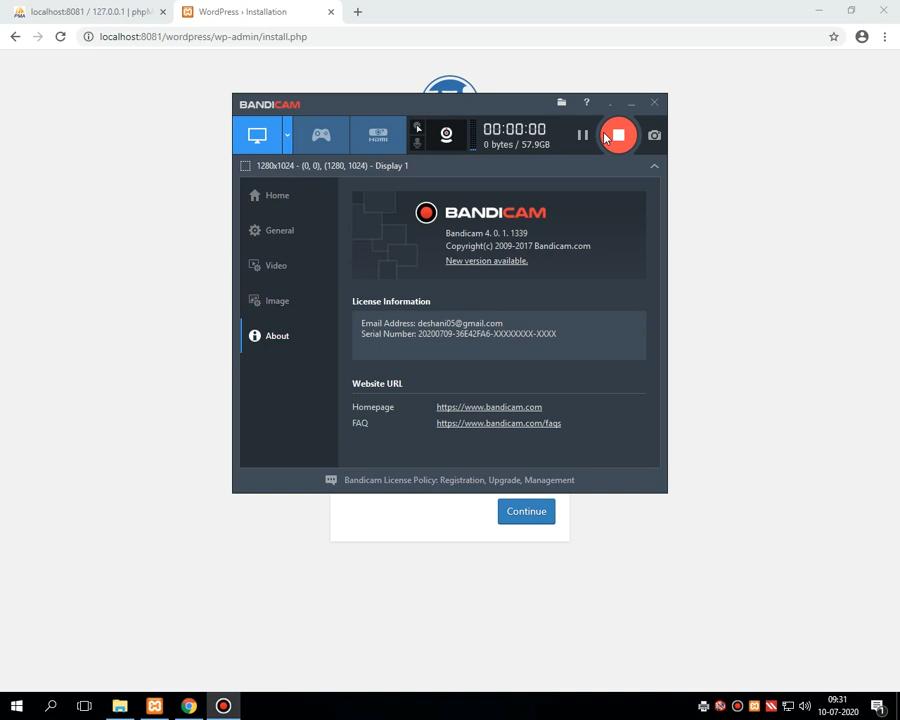 localhost:8081 / 127.0.0.1 | phpM
WordPress › Installation
localhost:8081/wordpress/wp-admin/install.php
BANDICAM
HDMI
00:00:00
0 bytes / 57.9GB
1280x1024 - (0, 0), (1280, 1024) - Display 1
Home
General
Video
Image
About
BANDICAM
Bandicam 4. 0. 1. 1339
Copyright(c) 2009-2017 Bandicam.com
New version available.
License Information
Email Address: deshani05@gmail.com
Serial Number: 20200709-36E42FA6-XXXXXXXX-XXXX
Website URL
Homepage https://www.bandicam.com
FAQ https://www.bandicam.com/faqs
Bandicam License Policy: Registration, Upgrade, Management
Continue
09:31
10-07-2020
1